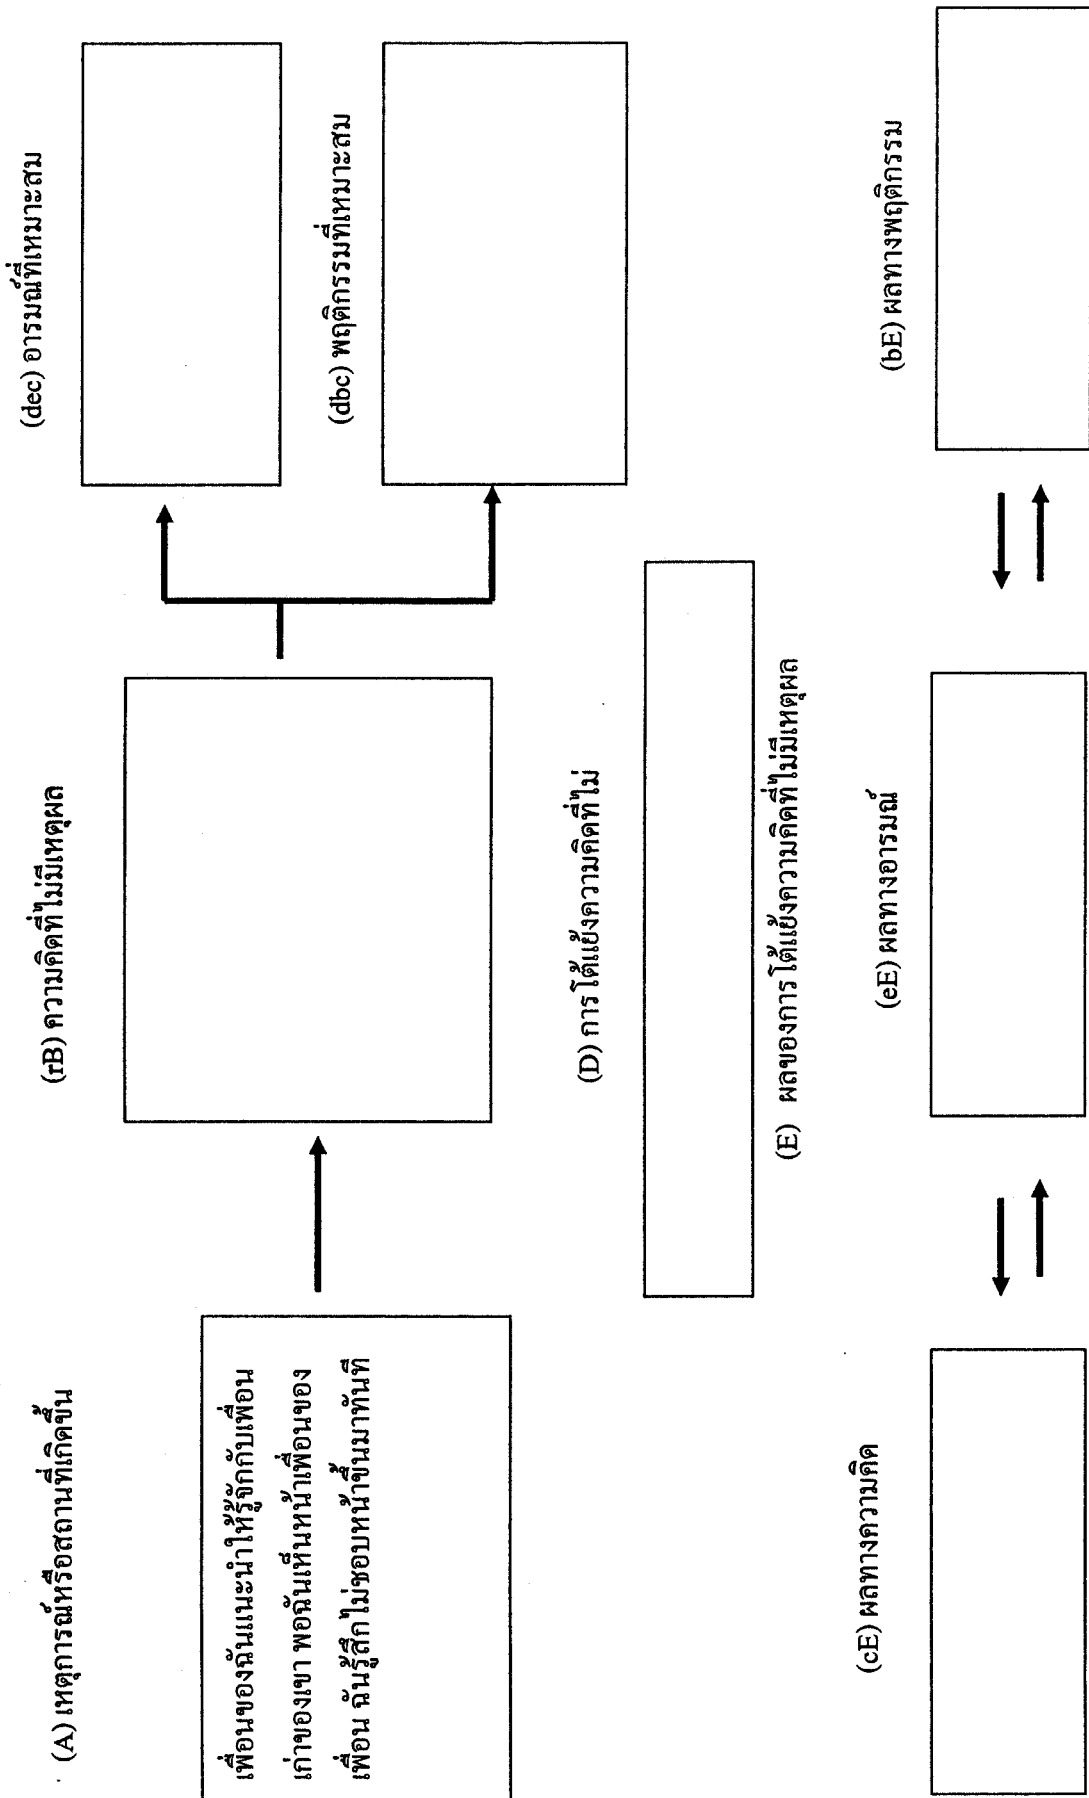 (A) เหตุการณ์หรือสถานที่เกิดขึ้น
เพื่อนของฉันแนะนำให้รู้จักกับเพื่อน
เก่าของเขา พอฉันเห็นหน้าเพื่อนของ
เพื่อน ฉันรู้สึกไม่ชอบหน้าขึ้นมาทันที
(rB) ความคิดที่ไม่มีเหตุผล
(dec) อารมณ์ที่เหมาะสม
(dbc) พฤติกรรมที่เหมาะสม
(D) การโต้แย้งความคิดที่ไม่
(E) ผลของการโต้แย้งความคิดที่ไม่มีเหตุผล
(cE) ผลทางความคิด
(eE) ผลทางอารมณ์
(bE) ผลทางพฤติกรรม